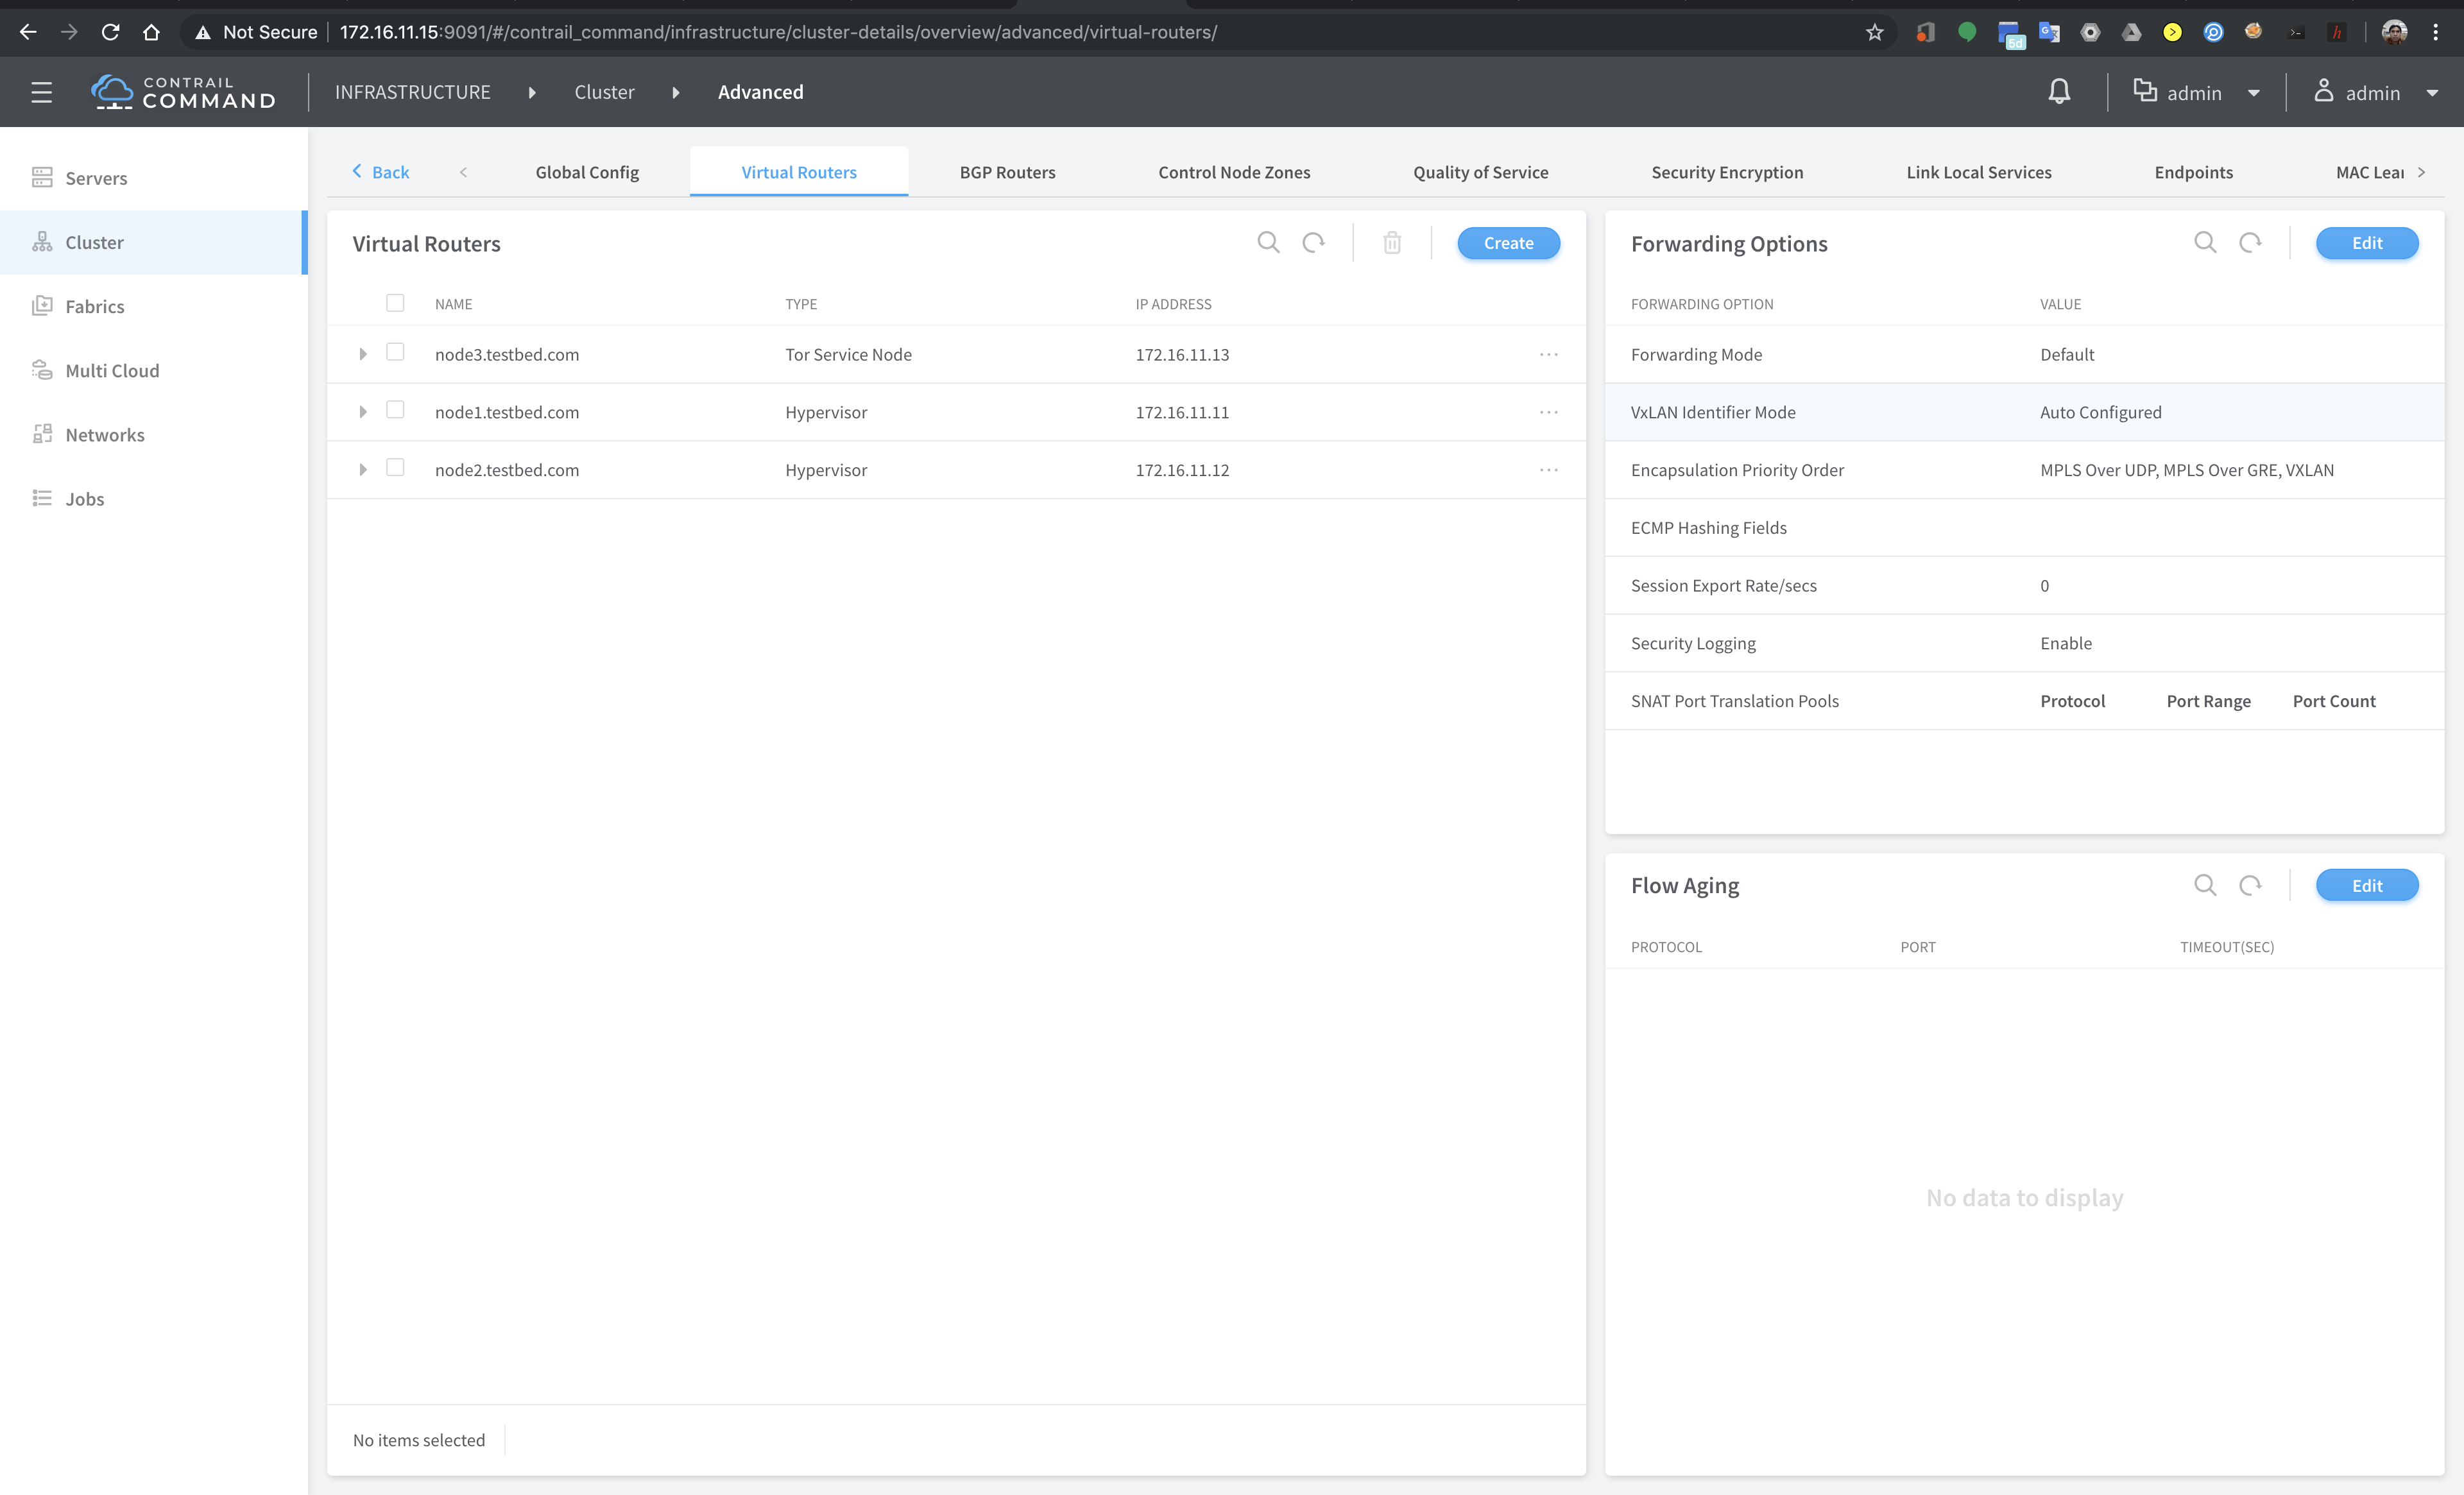 Not Secure 172.16.11.15:9091/#/contrail_command/infrastructure/cluster-details/overview/advanced/virtual-routers/
5d
CONTRAIL
COMMAND
INFRASTRUCTURE Cluster Advanced
admin admin
Servers
Cluster
Fabrics
Multi Cloud
Networks
Jobs
Back Global Config Virtual Routers BGP Routers Control Node Zones Quality of Service Security Encryption Link Local Services Endpoints MAC Lear
Virtual Routers
Create
NAME TYPE IP ADDRESS
node3.testbed.com Tor Service Node 172.16.11.13
node1.testbed.com Hypervisor 172.16.11.11
node2.testbed.com Hypervisor 172.16.11.12
No items selected
Forwarding Options
Edit
FORWARDING OPTION VALUE
Forwarding Mode Default
VxLAN Identifier Mode Auto Configured
Encapsulation Priority Order MPLS Over UDP, MPLS Over GRE, VXLAN
ECMP Hashing Fields
Session Export Rate/secs 0
Security Logging Enable
SNAT Port Translation Pools Protocol Port Range Port Count
Flow Aging
Edit
PROTOCOL PORT TIMEOUT(SEC)
No data to display